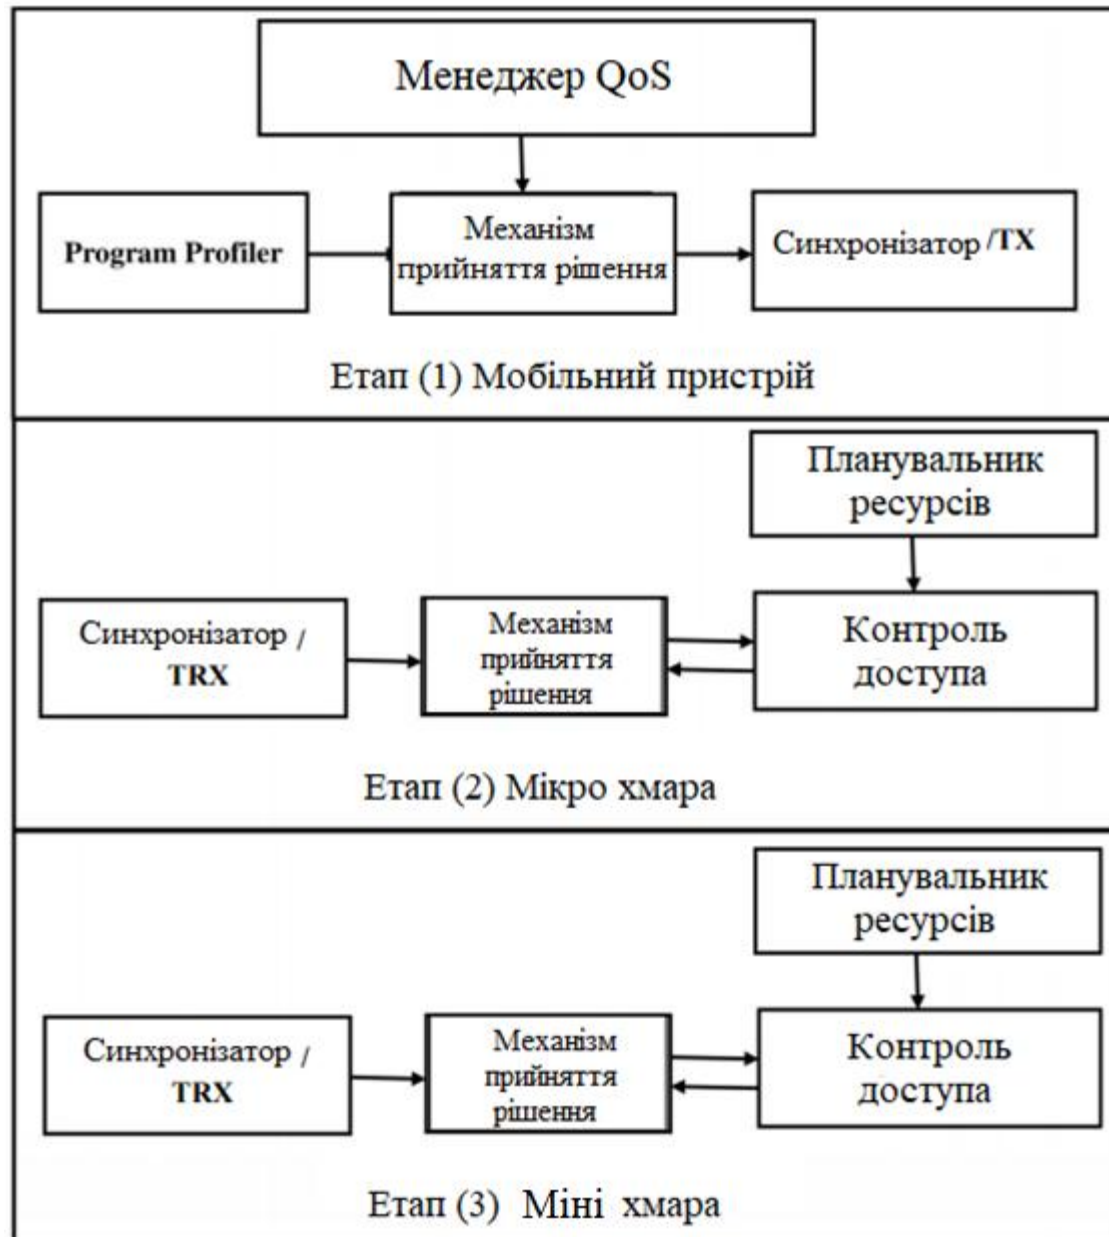 Менеджер QoS
Program Profiler
Механізм
прийняття рішення
Синхронізатор /TX
Етап (1) Мобільний пристрій
Планувальник
ресурсів
Синхронізатор /
TRX
Механізм
прийняття
рішення
Контроль
доступа
Етап (2) Мікро хмара
Планувальник
ресурсів
Синхронізатор /
TRX
Механізм
прийняття
рішення
Контроль
доступа
Етап (3) Міні хмара